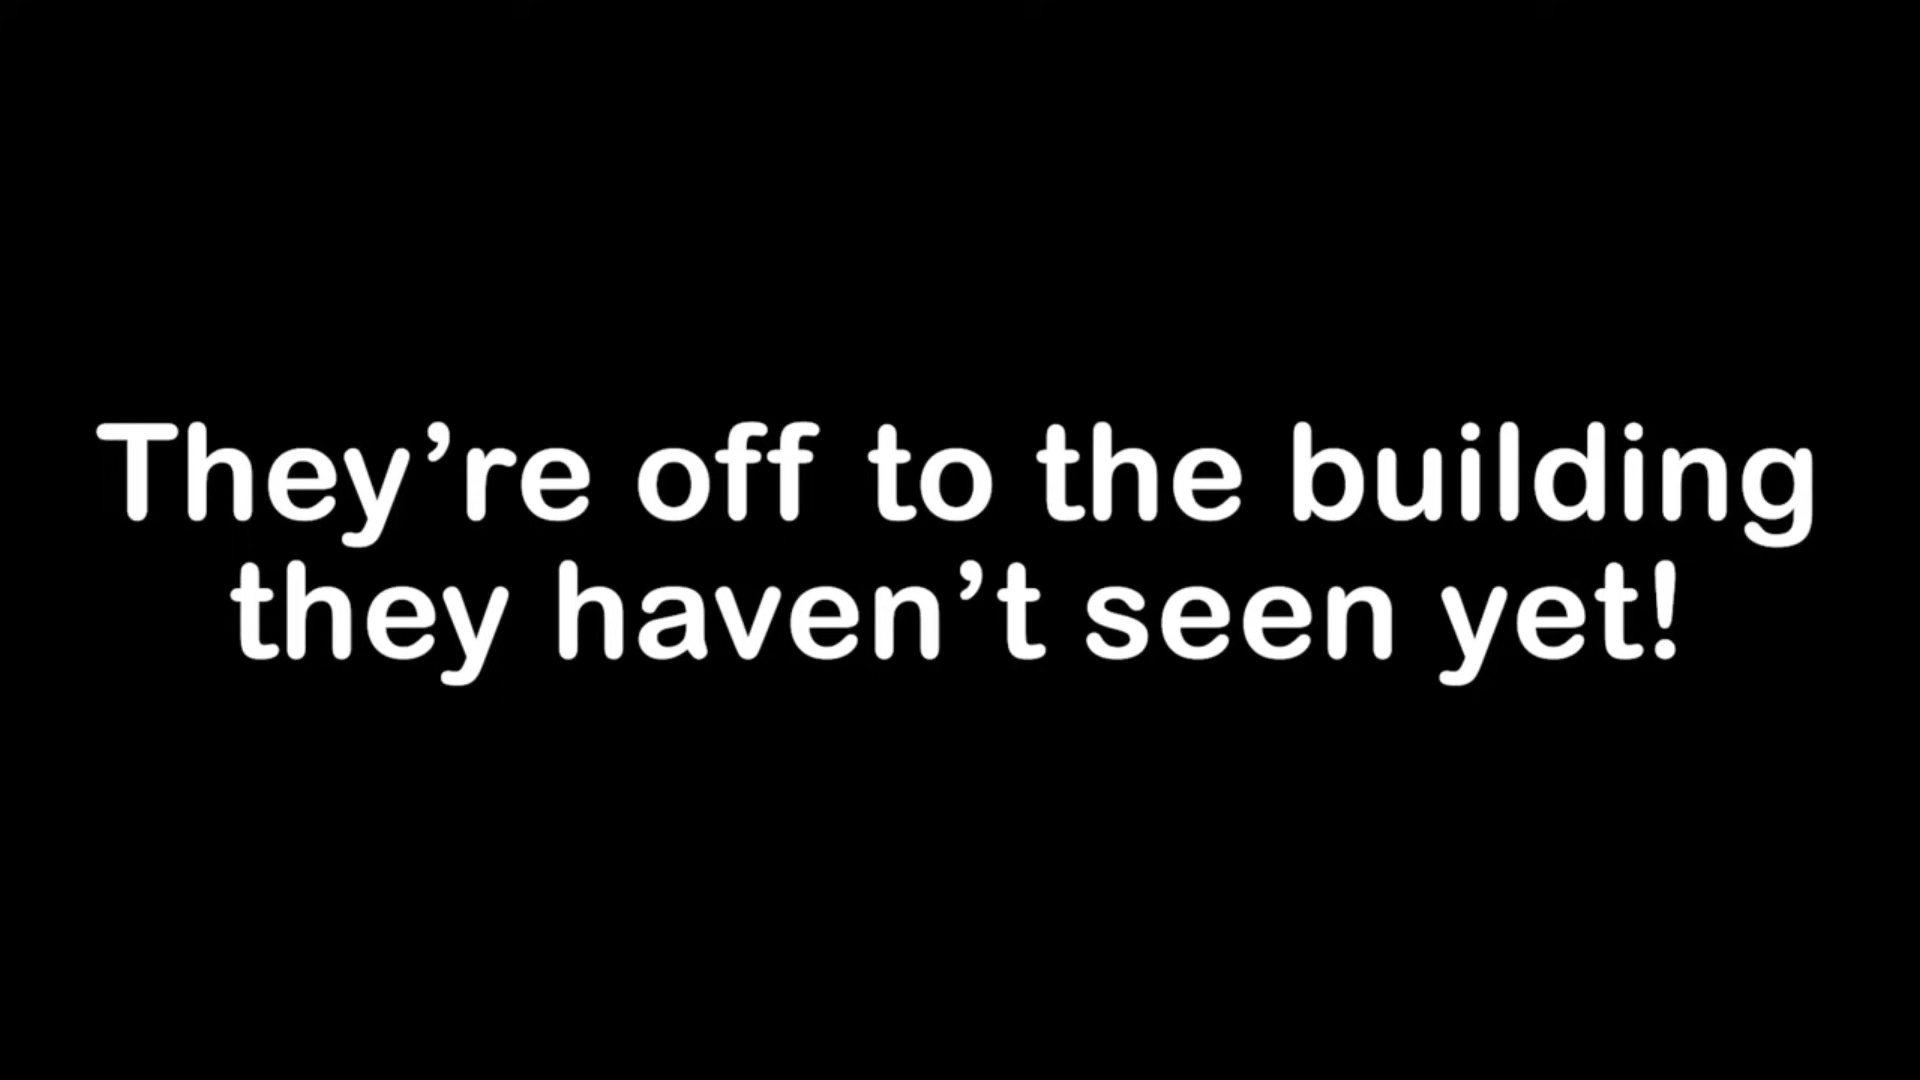 They’re off to the building
they haven’t seen yet!